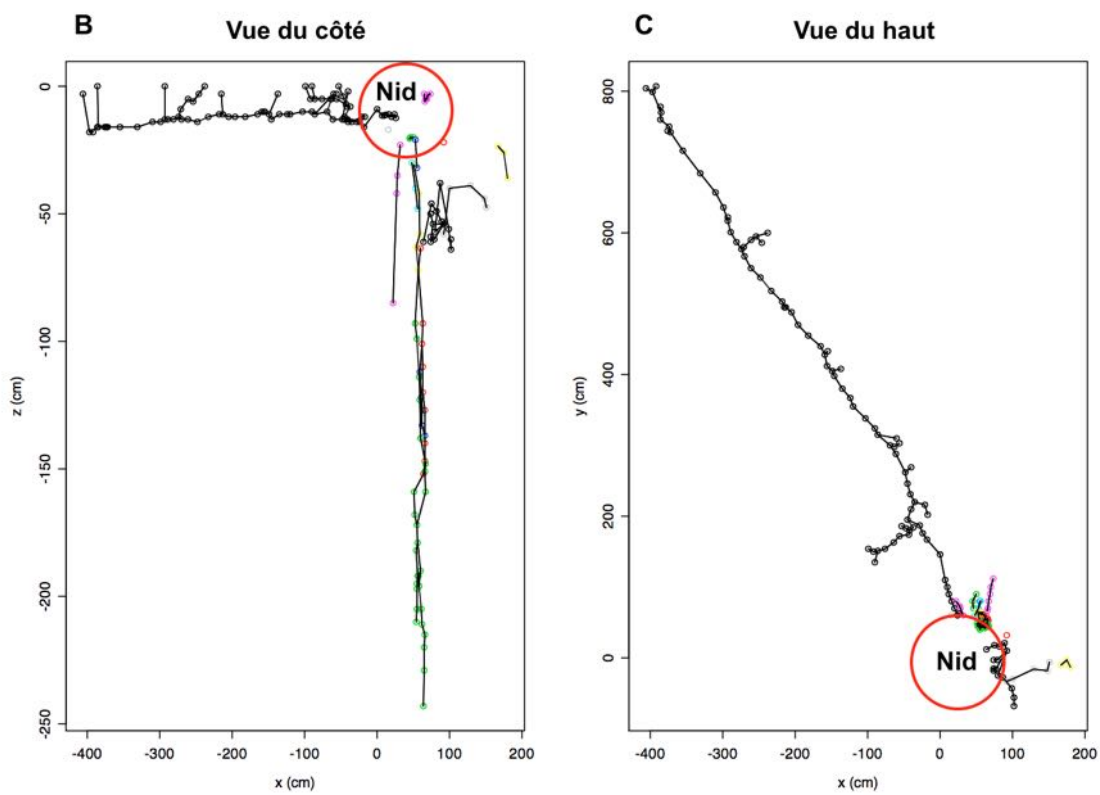 B
Vue du côté
C
Vue du haut
Nid
0
-50
-100
-150
-200
-250
z (cm)
-400 -300 -200 -100 0 100 200
x (cm)
800
600
400
200
0
y (cm)
Nid
-400 -300 -200 -100 0 100 200
x (cm)